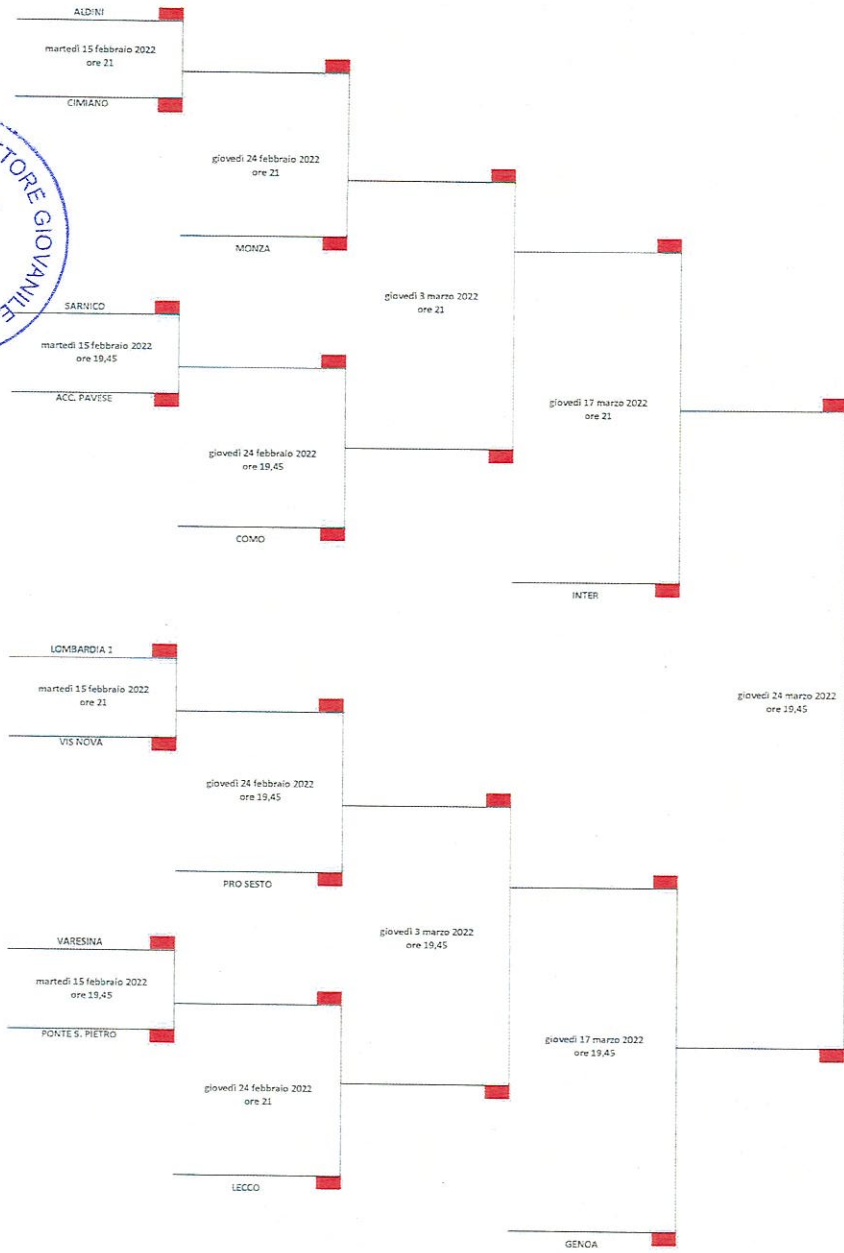 ALDINI
martedì 15 febbraio 2022
ore 21
CIMIANO
giovedì 24 febbraio 2022
ore 21
MONZA
TORE GIOVANILE
SARNICO
martedì 15 febbraio 2022
ore 19,45
ACC. PAVESE
giovedì 24 febbraio 2022
ore 19,45
COMO
giovedì 3 marzo 2022
ore 21
giovedì 17 marzo 2022
ore 21
INTER
LOMBARDIA 1
martedì 15 febbraio 2022
ore 21
VIS NOVA
giovedì 24 febbraio 2022
ore 19,45
PRO SESTO
VARESINA
martedì 15 febbraio 2022
ore 19,45
PONTE S. PIETRO
giovedì 24 febbraio 2022
ore 21
LECCO
giovedì 3 marzo 2022
ore 19,45
giovedì 17 marzo 2022
ore 19,45
GENOA
giovedì 24 marzo 2022
ore 19,45